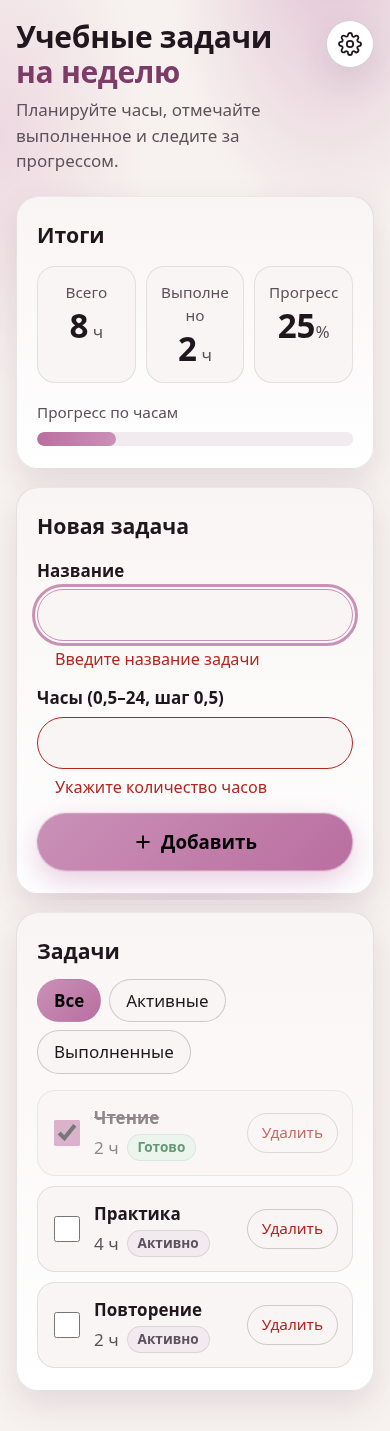 Учебные задачи
на неделю
Планируйте часы, отмечайте
выполненное и следите за
прогрессом.
Итоги
Всего
8 ч
Выполне
но
2 ч
Прогресс
25%
Прогресс по часам
Новая задача
Название
Введите название задачи
Часы (0,5–24, шаг 0,5)
Укажите количество часов
+ Добавить
Задачи
Все
Активные
Выполненные
Чтение
2 ч Готово
Удалить
Практика
4 ч Активно
Удалить
Повторение
2 ч Активно
Удалить